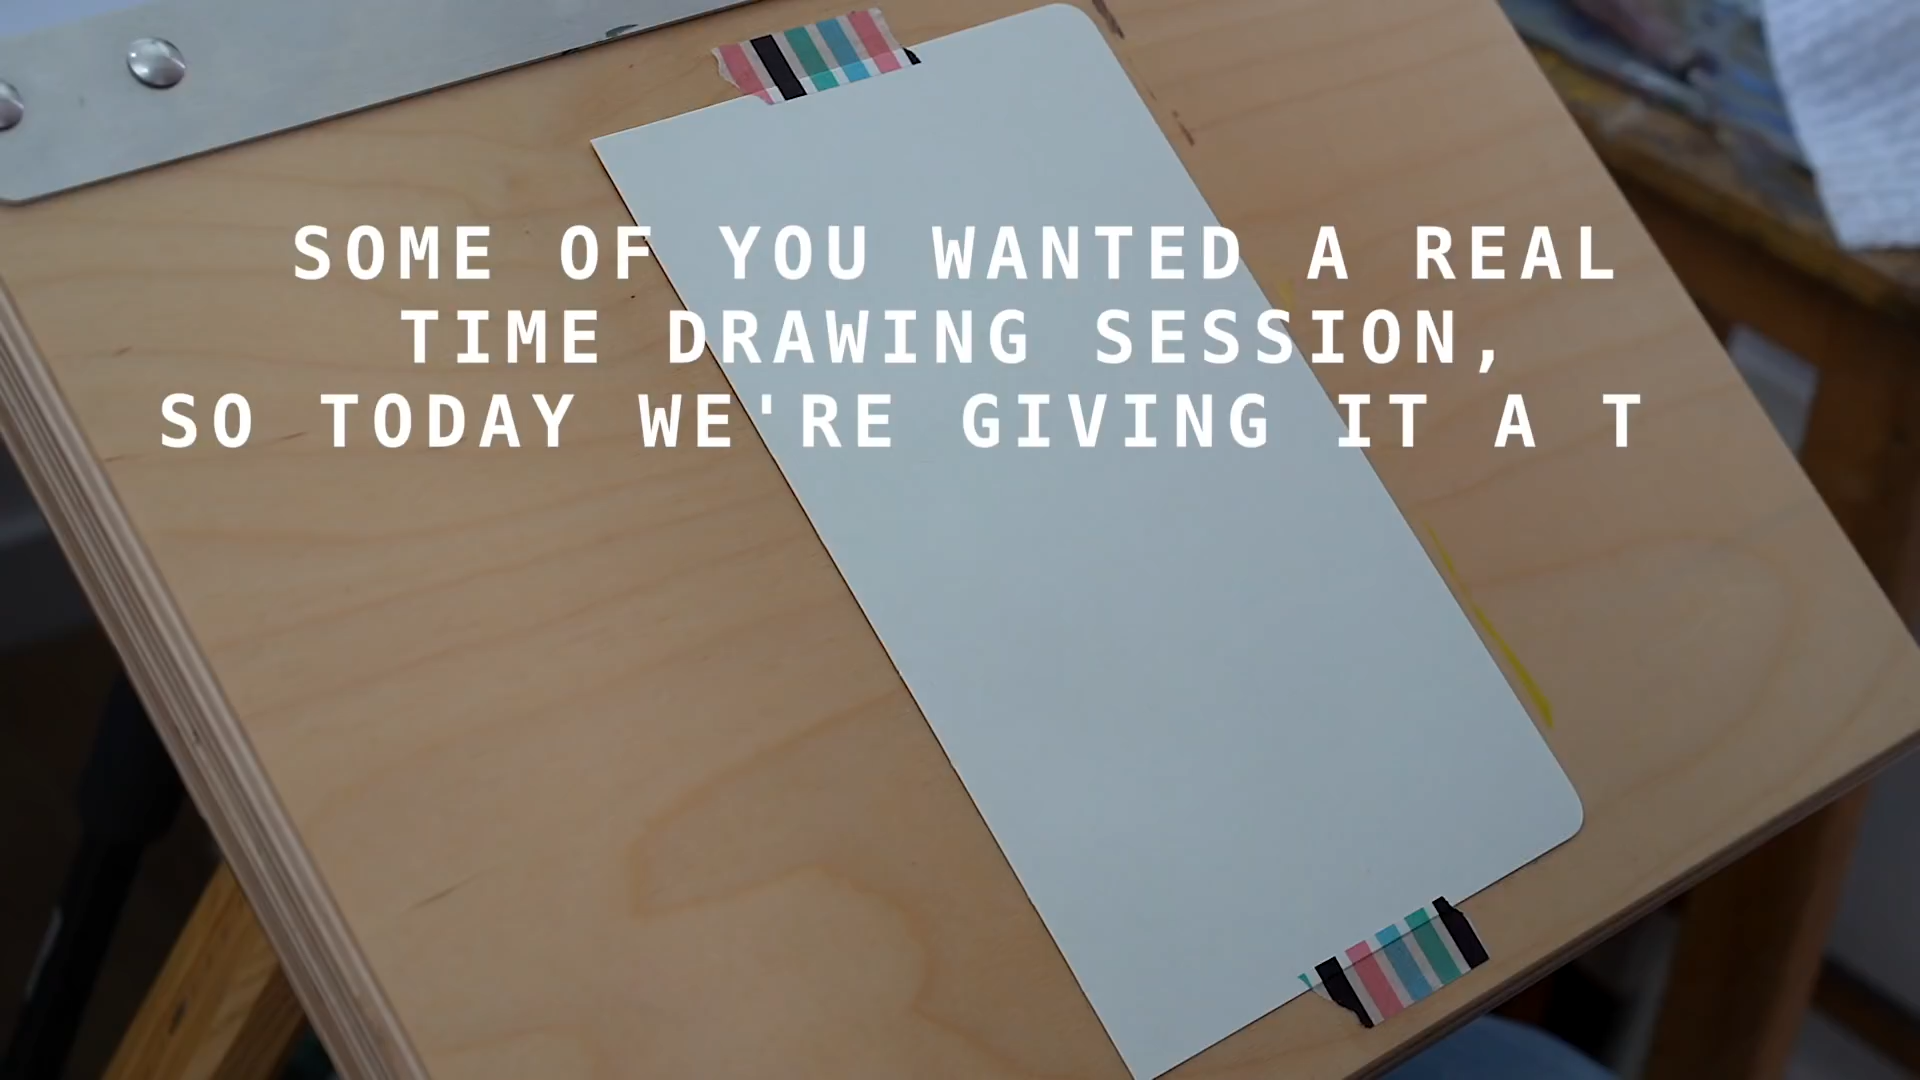 SOME OF YOU WANTED A REAL
TIME DRAWING SESSION,
SO TODAY WE'RE GIVING IT A T